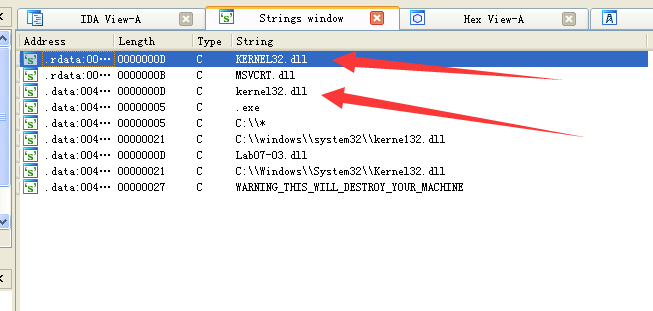 IDA View-A
Strings window
Hex View-A
Address Length Type String
.rdata:00··· 0000000D C KERNEL32.dll
.rdata:00··· 0000000B C MSVCRT.dll
.data:004··· 0000000D C kernel32.dll
.data:004··· 00000005 C .exe
.data:004··· 00000005 C C:\\*
.data:004··· 00000021 C C:\\windows\\system32\\kerne132.dll
.data:004··· 0000000D C Lab07-03.dll
.data:004··· 00000021 C C:\\Windows\\System32\\Kernel32.dll
.data:004··· 00000027 C WARNING_THIS_WILL_DESTROY_YOUR_MACHINE